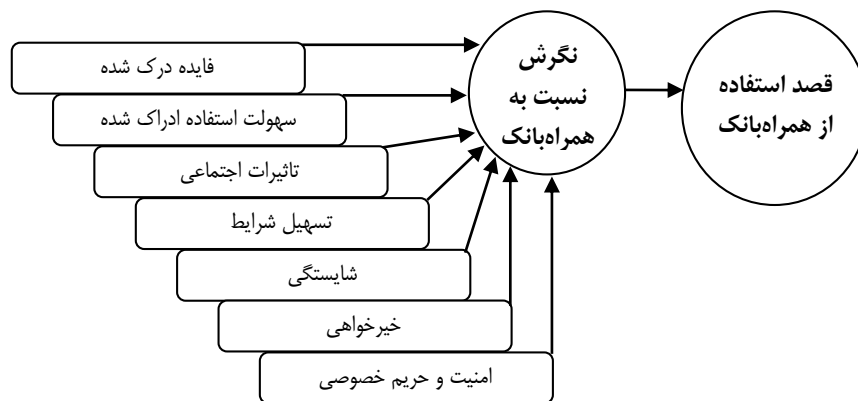 فایده درک شده
سهولت استفاده ادراک شده
تاثیرات اجتماعی
تسهیل شرایط
شایستگی
خیرخواهی
امنیت و حریم خصوصی
نگرش
نسبت به
همراه‌بانک
قصد استفاده
از همراه‌بانک